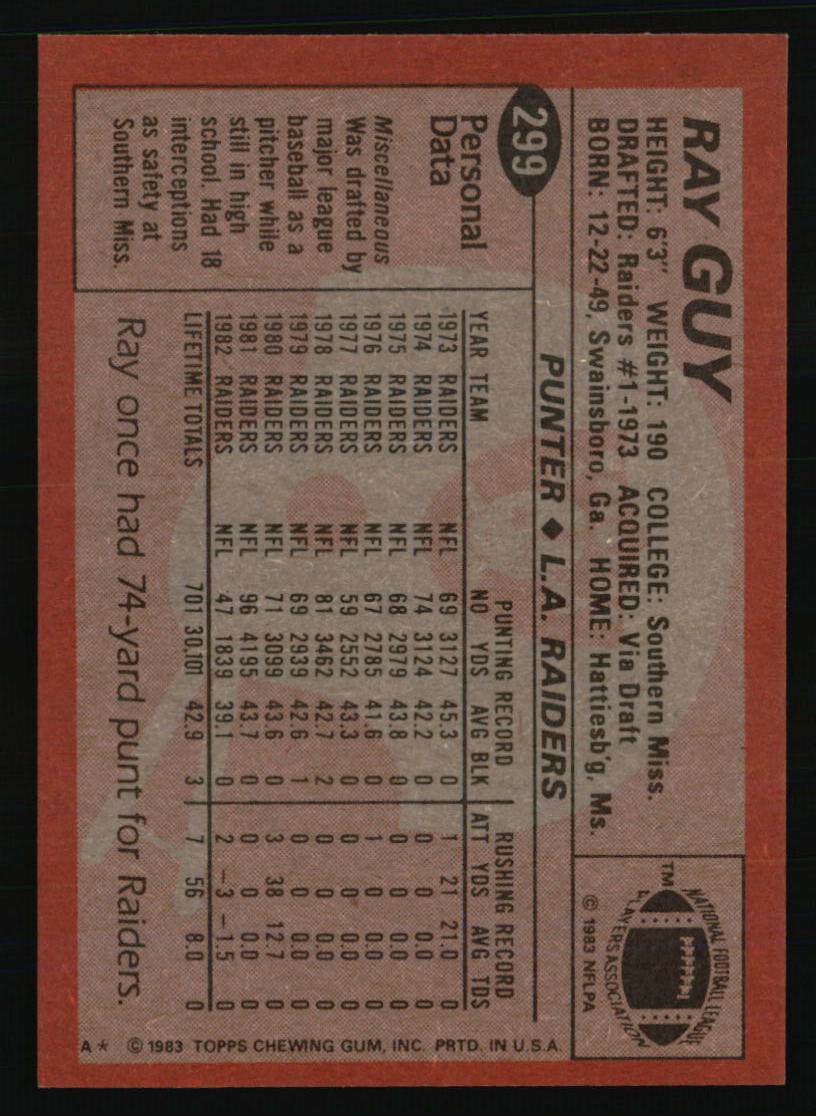 RAY GUY
HEIGHT: 6'3" WEIGHT: 190 COLLEGE: Southern Miss.
DRAFTED: Raiders #1-1973 ACQUIRED: Via Draft
BORN: 12-22-49, Swainsboro, Ga. HOME: Hattiesb'g, Ms.
TM
NATIONAL FOOTBALL LEAGUE
PLAYERS ASSOCIATION
© 1983 NFLPA
299
PUNTER ◆ L.A. RAIDERS
Personal
Data
Miscellaneous
Was drafted by
major league
baseball as a
pitcher while
still in high
school. Had 18
interceptions
as safety at
Southern Miss.
PUNTING RECORD RUSHING RECORD
YEAR TEAM NO YDS AVG BLK ATT YDS AVG TDS
1973 RAIDERS NFL 69 3127 45.3 0 1 21 21.0 0
1974 RAIDERS NFL 74 3124 42.2 0 0 0 0.0 0
1975 RAIDERS NFL 68 2979 43.8 0 0 0 0.0 0
1976 RAIDERS NFL 67 2785 41.6 0 1 0 0.0 0
1977 RAIDERS NFL 59 2552 43.3 0 0 0 0.0 0
1978 RAIDERS NFL 81 3462 42.7 2 0 0 0.0 0
1979 RAIDERS NFL 69 2939 42.6 1 0 0 0.0 0
1980 RAIDERS NFL 71 3099 43.6 0 3 38 12.7 0
1981 RAIDERS NFL 96 4195 43.7 0 0 0 0.0 0
1982 RAIDERS NFL 47 1839 39.1 0 2 -3 -1.5 0
LIFETIME TOTALS 701 30,101 42.9 3 7 56 8.0 0
Ray once had 74-yard punt for Raiders.
A* © 1983 TOPPS CHEWING GUM, INC. PRTD. IN U.S.A.